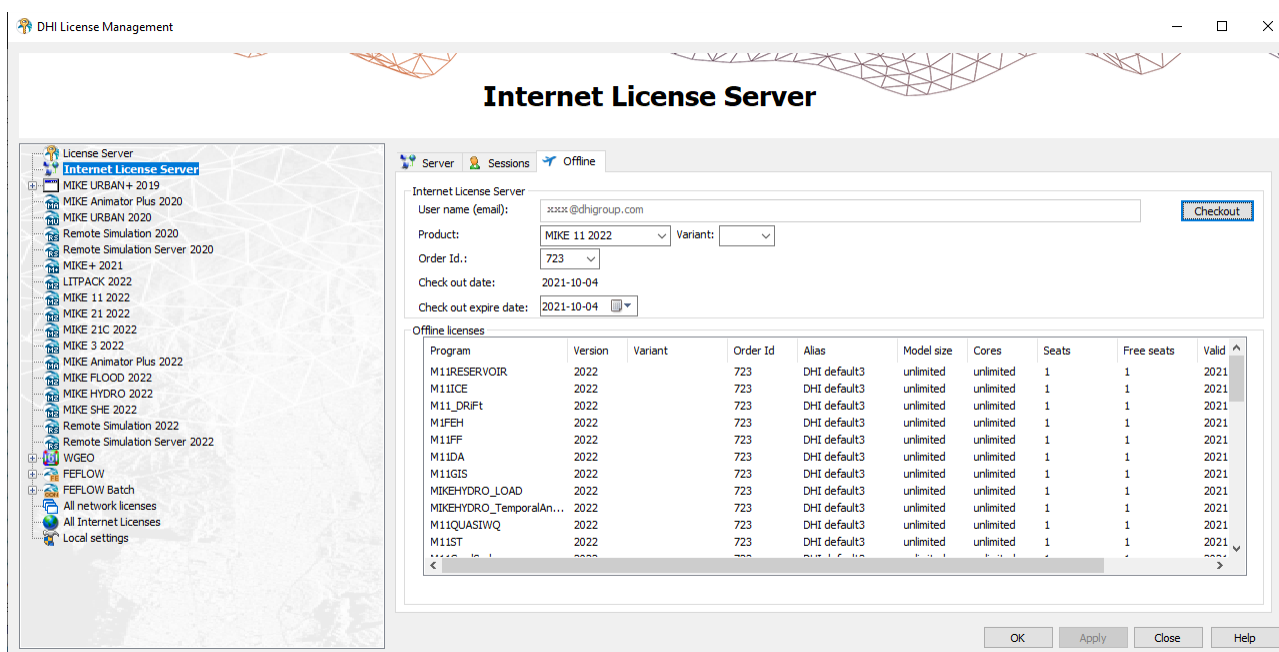 DHI License Management
Internet License Server
License Server
Internet License Server
MIKE URBAN+ 2019
MIKE Animator Plus 2020
MIKE URBAN 2020
Remote Simulation 2020
Remote Simulation Server 2020
MIKE+ 2021
LITPACK 2022
MIKE 11 2022
MIKE 21 2022
MIKE 21C 2022
MIKE 3 2022
MIKE Animator Plus 2022
MIKE FLOOD 2022
MIKE HYDRO 2022
MIKE SHE 2022
Remote Simulation 2022
Remote Simulation Server 2022
WGEO
FEFLOW
FEFLOW Batch
All network licenses
All Internet Licenses
Local settings
Server Sessions Offline
Internet License Server
User name (email): xxx @dhigroup.com Checkout
Product: MIKE 11 2022 Variant:
Order Id.: 723
Check out date: 2021-10-04
Check out expire date: 2021-10-04
Offline licenses
Program Version Variant Order Id Alias Model size Cores Seats Free seats Valid
M11RESERVOIR 2022 723 DHI default3 unlimited unlimited 1 1 2021
M11ICE 2022 723 DHI default3 unlimited unlimited 1 1 2021
M11_DRiFt 2022 723 DHI default3 unlimited unlimited 1 1 2021
M1FEH 2022 723 DHI default3 unlimited unlimited 1 1 2021
M11FF 2022 723 DHI default3 unlimited unlimited 1 1 2021
M11DA 2022 723 DHI default3 unlimited unlimited 1 1 2021
M11GIS 2022 723 DHI default3 unlimited unlimited 1 1 2021
MIKEHYDRO_LOAD 2022 723 DHI default3 unlimited unlimited 1 1 2021
MIKEHYDRO_TemporalAn... 2022 723 DHI default3 unlimited unlimited 1 1 2021
M11QUASIWQ 2022 723 DHI default3 unlimited unlimited 1 1 2021
M11ST 2022 723 DHI default3 unlimited unlimited 1 1 2021
OK Apply Close Help